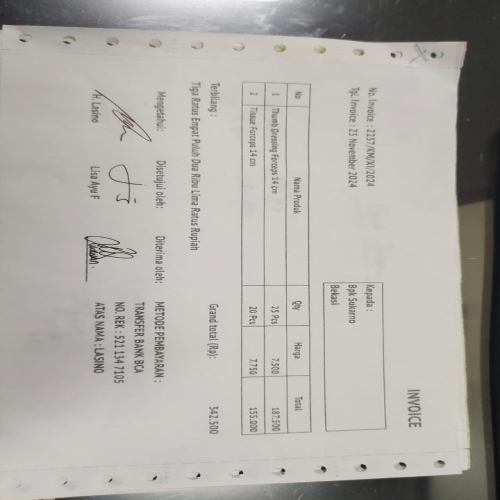 INVOICE
No. Invoice : 2257/KM/XI/2024
Tgl. Invoice : 23 November 2024
Kepada :
Bpk Sukarno
Bekasi
No Nama Produk Qty Harga Total
1 Thumb Dressing Forceps 14 cm 25 Pcs 7.500 187.500
2 Tissue Forceps 14 cm 20 Pcs 7.750 155.000
Grand total (Rp): 342.500
Terbilang :
Tiga Ratus Empat Puluh Dua Ribu Lima Ratus Rupiah
Mengetahui: Disetujui oleh: Diterima oleh:
H. Lasino Lisa Ayu F
METODE PEMBAYARAN :
TRANSFER BANK BCA
NO. REK : 521 134 7105
ATAS NAMA : LASINO